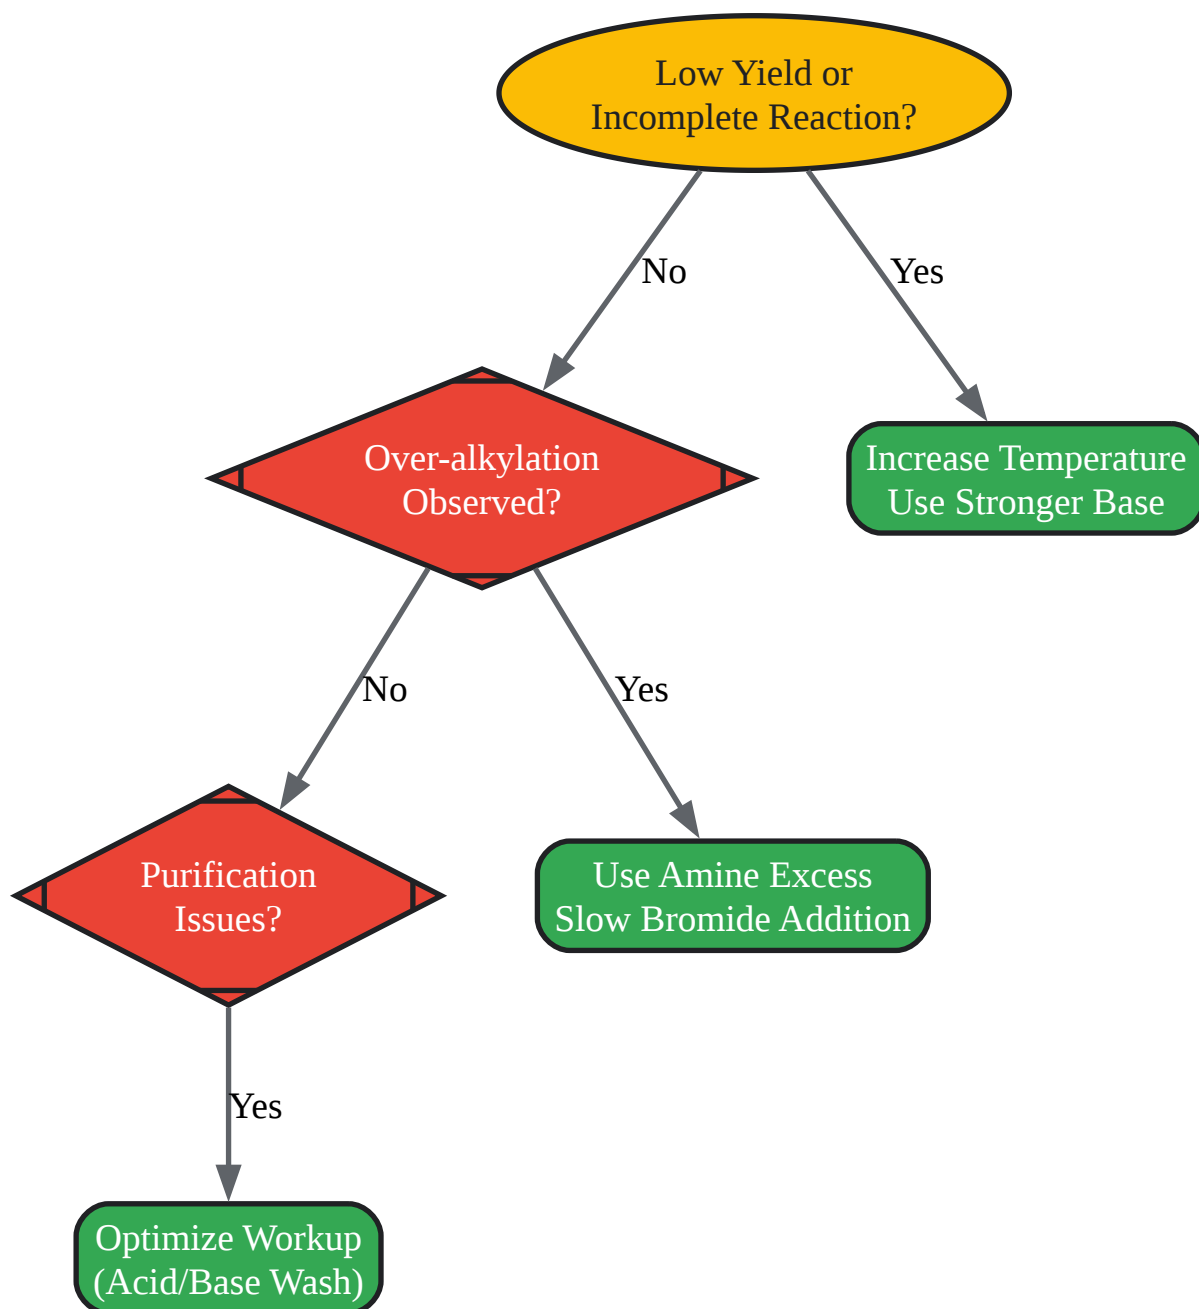 Low Yield or
Incomplete Reaction?
No
Yes
Over-alkylation
Observed?
Increase Temperature
Use Stronger Base
No
Yes
Purification
Issues?
Use Amine Excess
Slow Bromide Addition
Yes
Optimize Workup
(Acid/Base Wash)